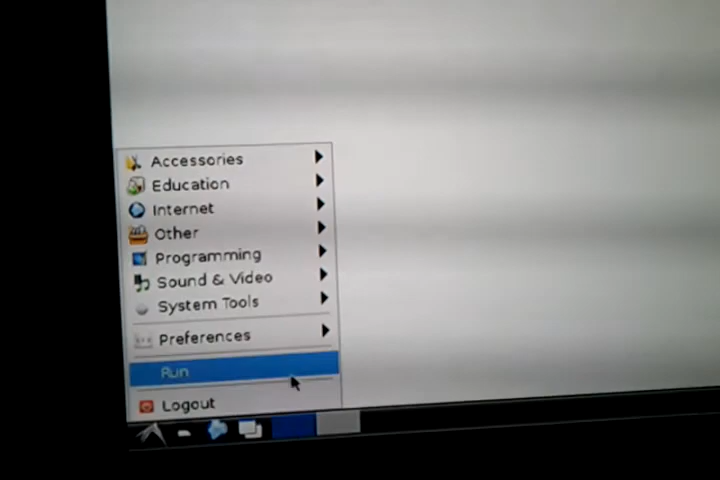 Accessories
Education
Internet
Other
Programming
Sound & Video
System Tools
Preferences
Run
Logout